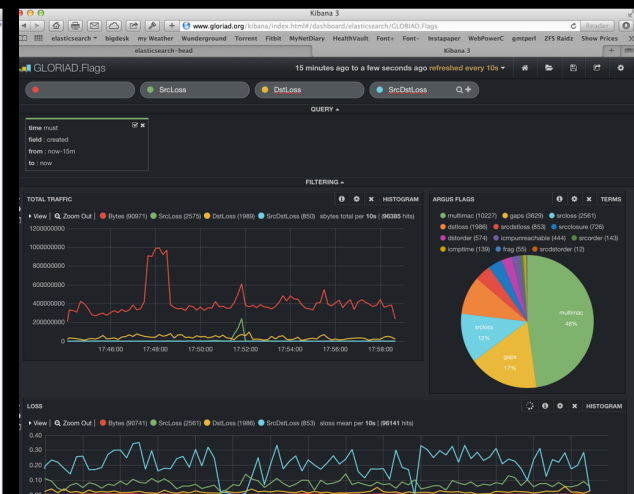 Kibana 3
www.gloriad.org/kibana/index.html#/dashboard/elasticsearch/GLORIAD.Flags
Reader
elasticsearch bigdesk my Weather Wunderground Torrent Fitbit MyNetDiary HealthVault Font+ Font- Instapaper WebPowerC gmtperl ZFS Raidz Show Prices >>
elasticsearch-head Kibana 3
GLORIAD.Flags 15 minutes ago to a few seconds ago refreshed every 10s
SrcLoss DstLoss SrcDstLoss
QUERY
time must
field : created
from : now-15m
to : now
FILTERING
TOTAL TRAFFIC HISTOGRAM
View | Zoom Out | Bytes (90971) SrcLoss (2575) DstLoss (1989) SrcDstLoss (850) sbytes total per 10s | (96385 hits)
1200000000
1000000000
800000000
600000000
400000000
200000000
0
17:46:00 17:48:00 17:50:00 17:52:00 17:54:00 17:56:00 17:58:00
ARGUS FLAGS TERMS
multimac (10227) gaps (3629) srcloss (2561)
dstloss (1986) srcdstloss (853) srcclosure (726)
dstorder (574) icmpunreachable (444) srcorder (143)
icmptime (139) frag (55) srcdstorder (12)
multimac
48%
srcloss
12%
gaps
17%
LOSS HISTOGRAM
View | Zoom Out | Bytes (90741) SrcLoss (2561) DstLoss (1986) SrcDstLoss (853) sloss mean per 10s | (96141 hits)
0.40
0.30
0.20
0.10